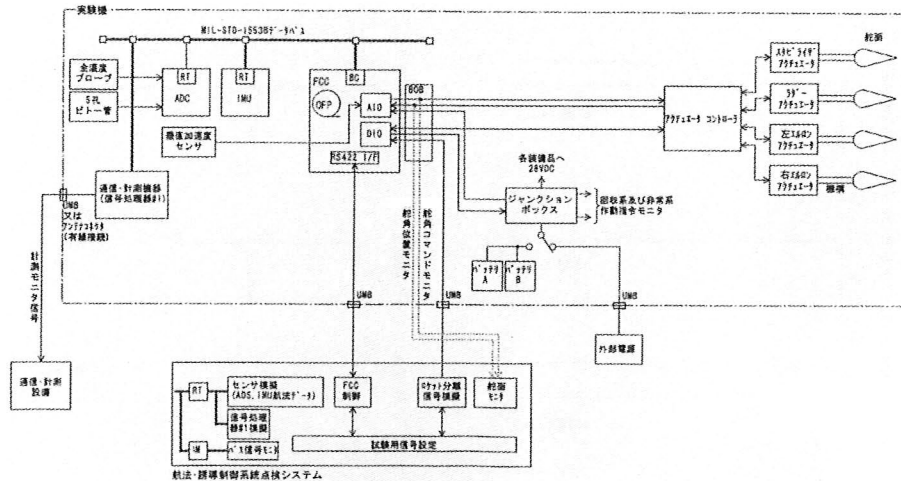 実験機
MIL-STD-1553Bデータバス
全温度
プローブ
5孔
ピトー管
RT
ADC
RT
IMU
FCC
BC
OFP
AIO
DIO
RS422 I/F
BOB
アクチュエータ コントローラ
スタビライザ
アクチュエータ
ラダー
アクチュエータ
左エルロン
アクチュエータ
右エルロン
アクチュエータ
舵面
機構
通信・計測機器
(信号処理器#1)
UMB
又は
アンテナコネクタ
(有線接続)
計測モニタ信号
通信・計測
設備
各装備品へ
28VDC
ジャンクション
ボックス
回収系及び非常系
作動指令モニタ
バッテリ
A
バッテリ
B
舵角位置モニタ
舵角コマンドモニタ
UMB
UMB
UMB
外部電源
RT
センサ模擬
(ADS, IMU航法データ)
信号処理
器#1模擬
BM
バス信号モニタ
FCC
制御
ロケット分離
信号模擬
舵面
モニタ
試験用信号設定
航法・誘導制御系統点検システム